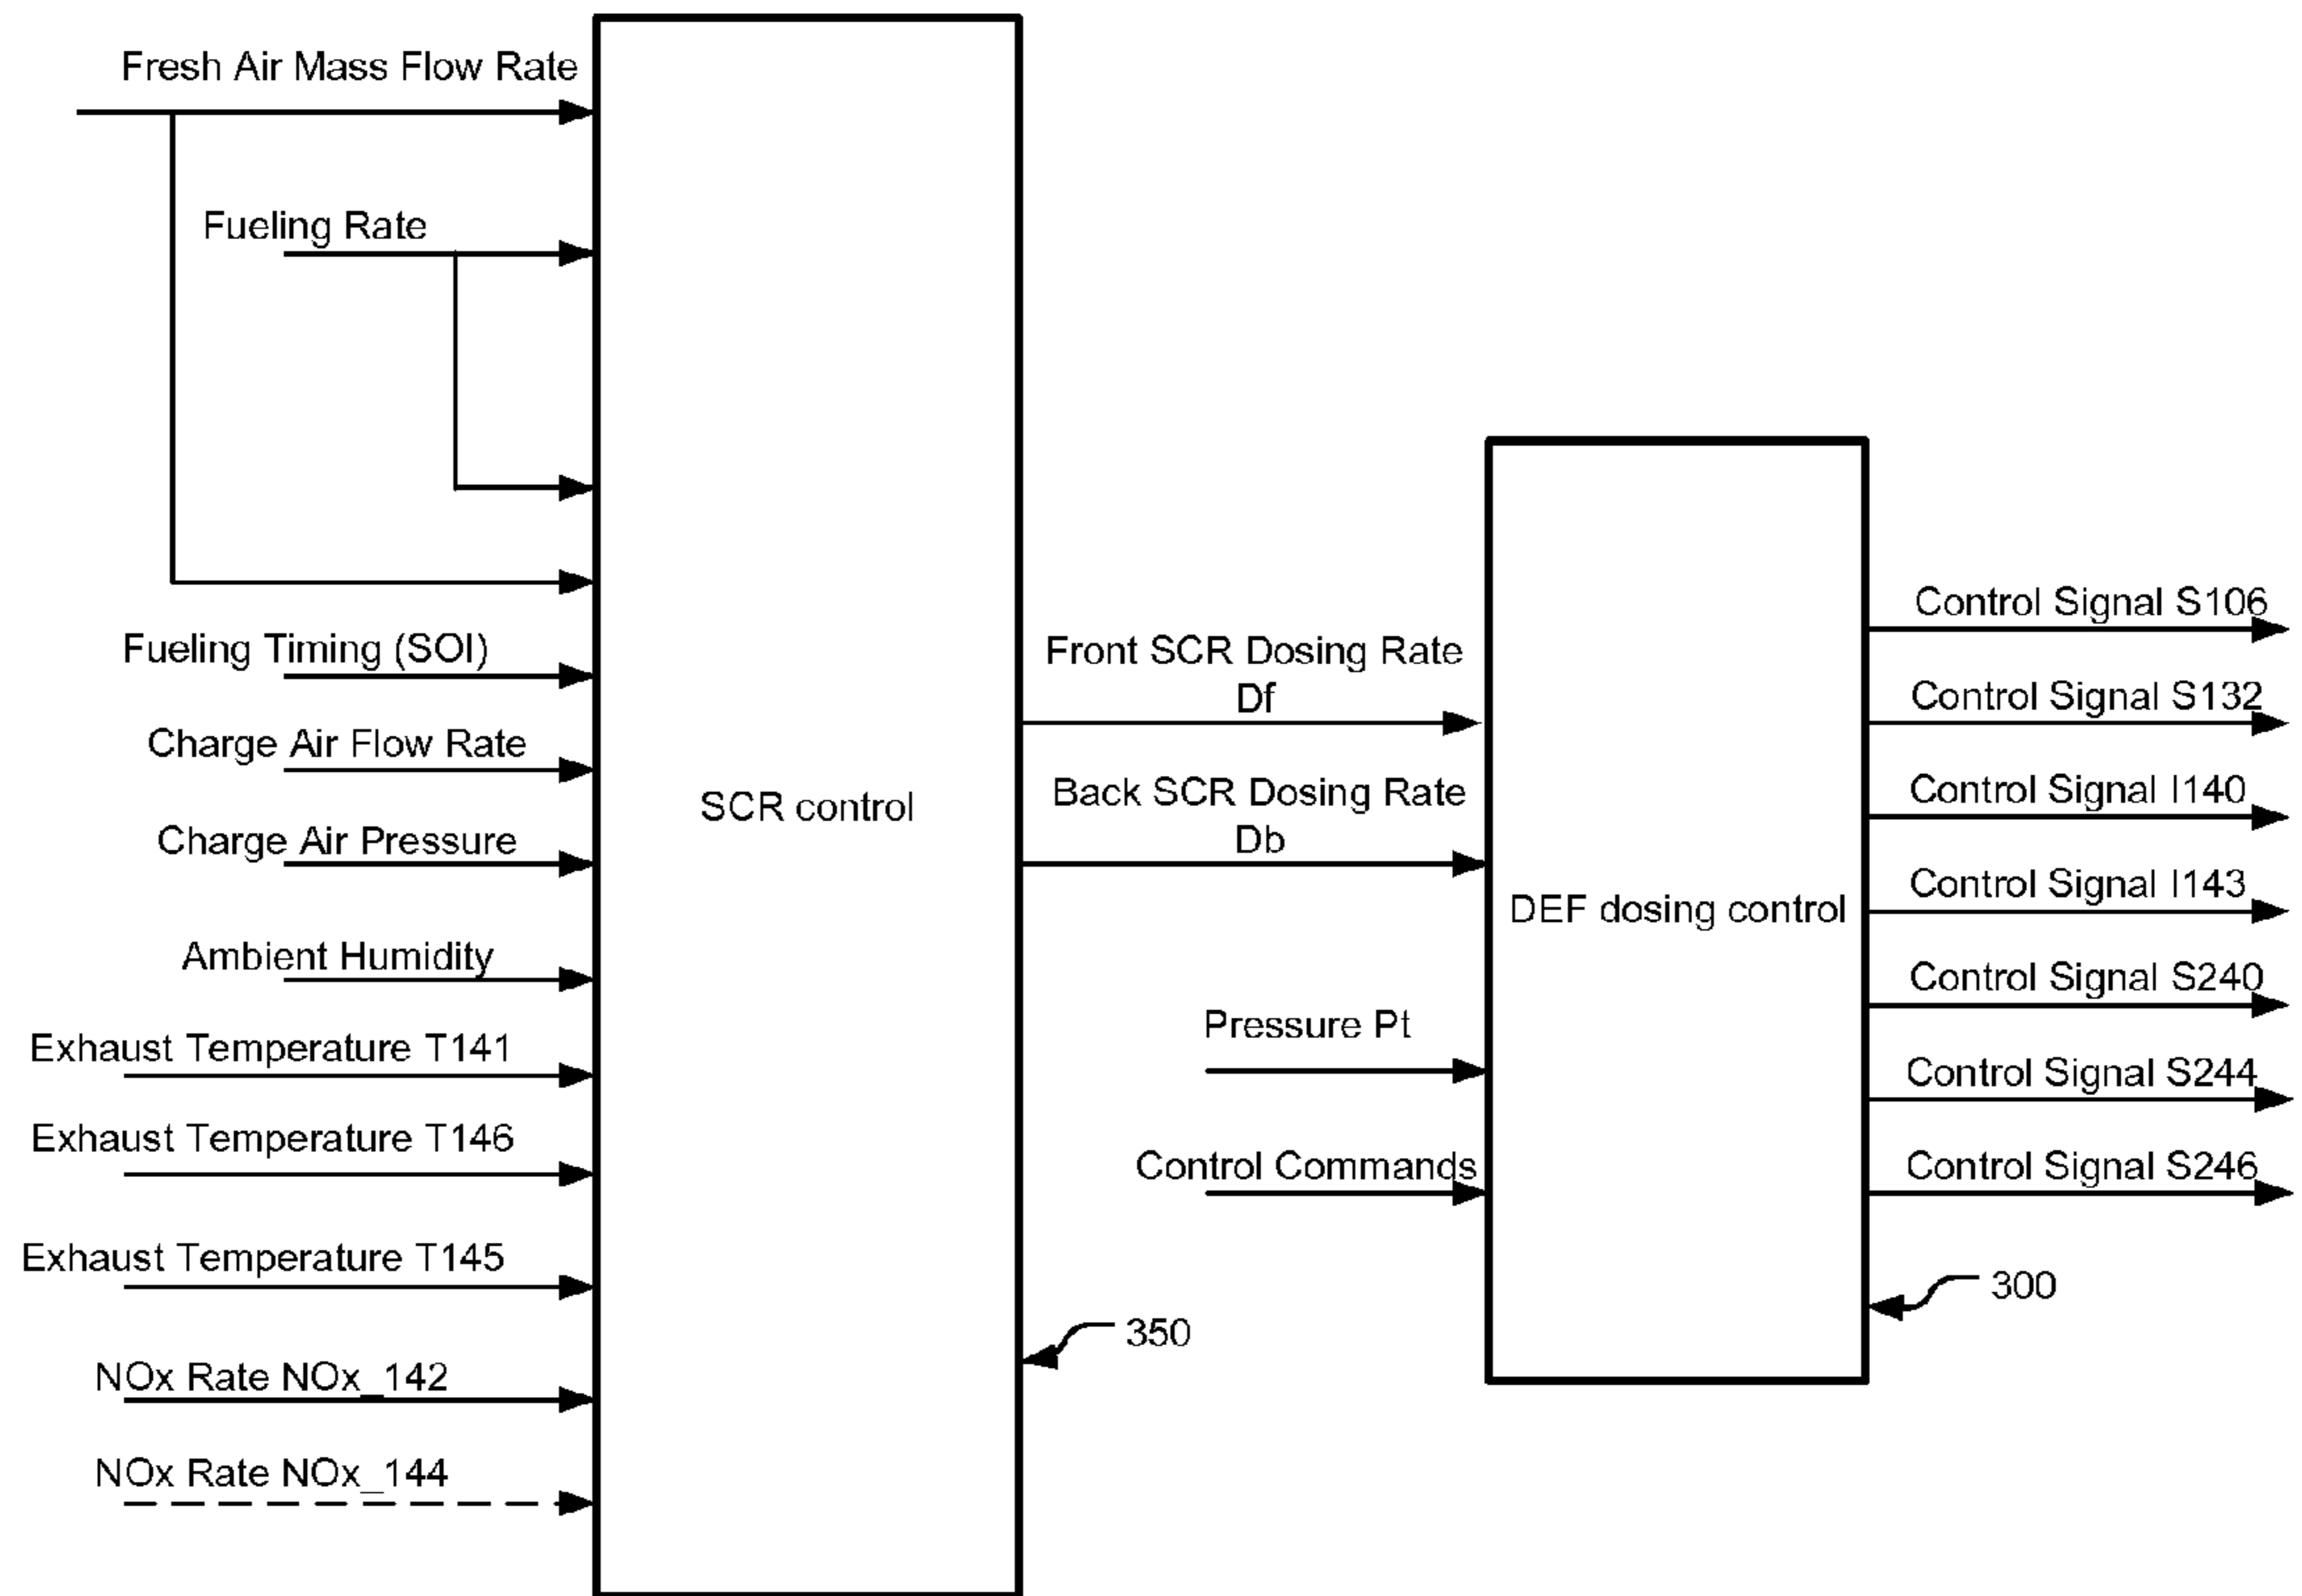 Fresh Air Mass Flow Rate
Fueling Rate
Fueling Timing (SOI)
Charge Air Flow Rate
Charge Air Pressure
Ambient Humidity
Exhaust Temperature T141
Exhaust Temperature T146
Exhaust Temperature T145
NOx Rate NOx_142
NOx Rate NOx_144
SCR control
350
Front SCR Dosing Rate
Df
Back SCR Dosing Rate
Db
Pressure Pt
Control Commands
DEF dosing control
300
Control Signal S106
Control Signal S132
Control Signal I140
Control Signal I143
Control Signal S240
Control Signal S244
Control Signal S246